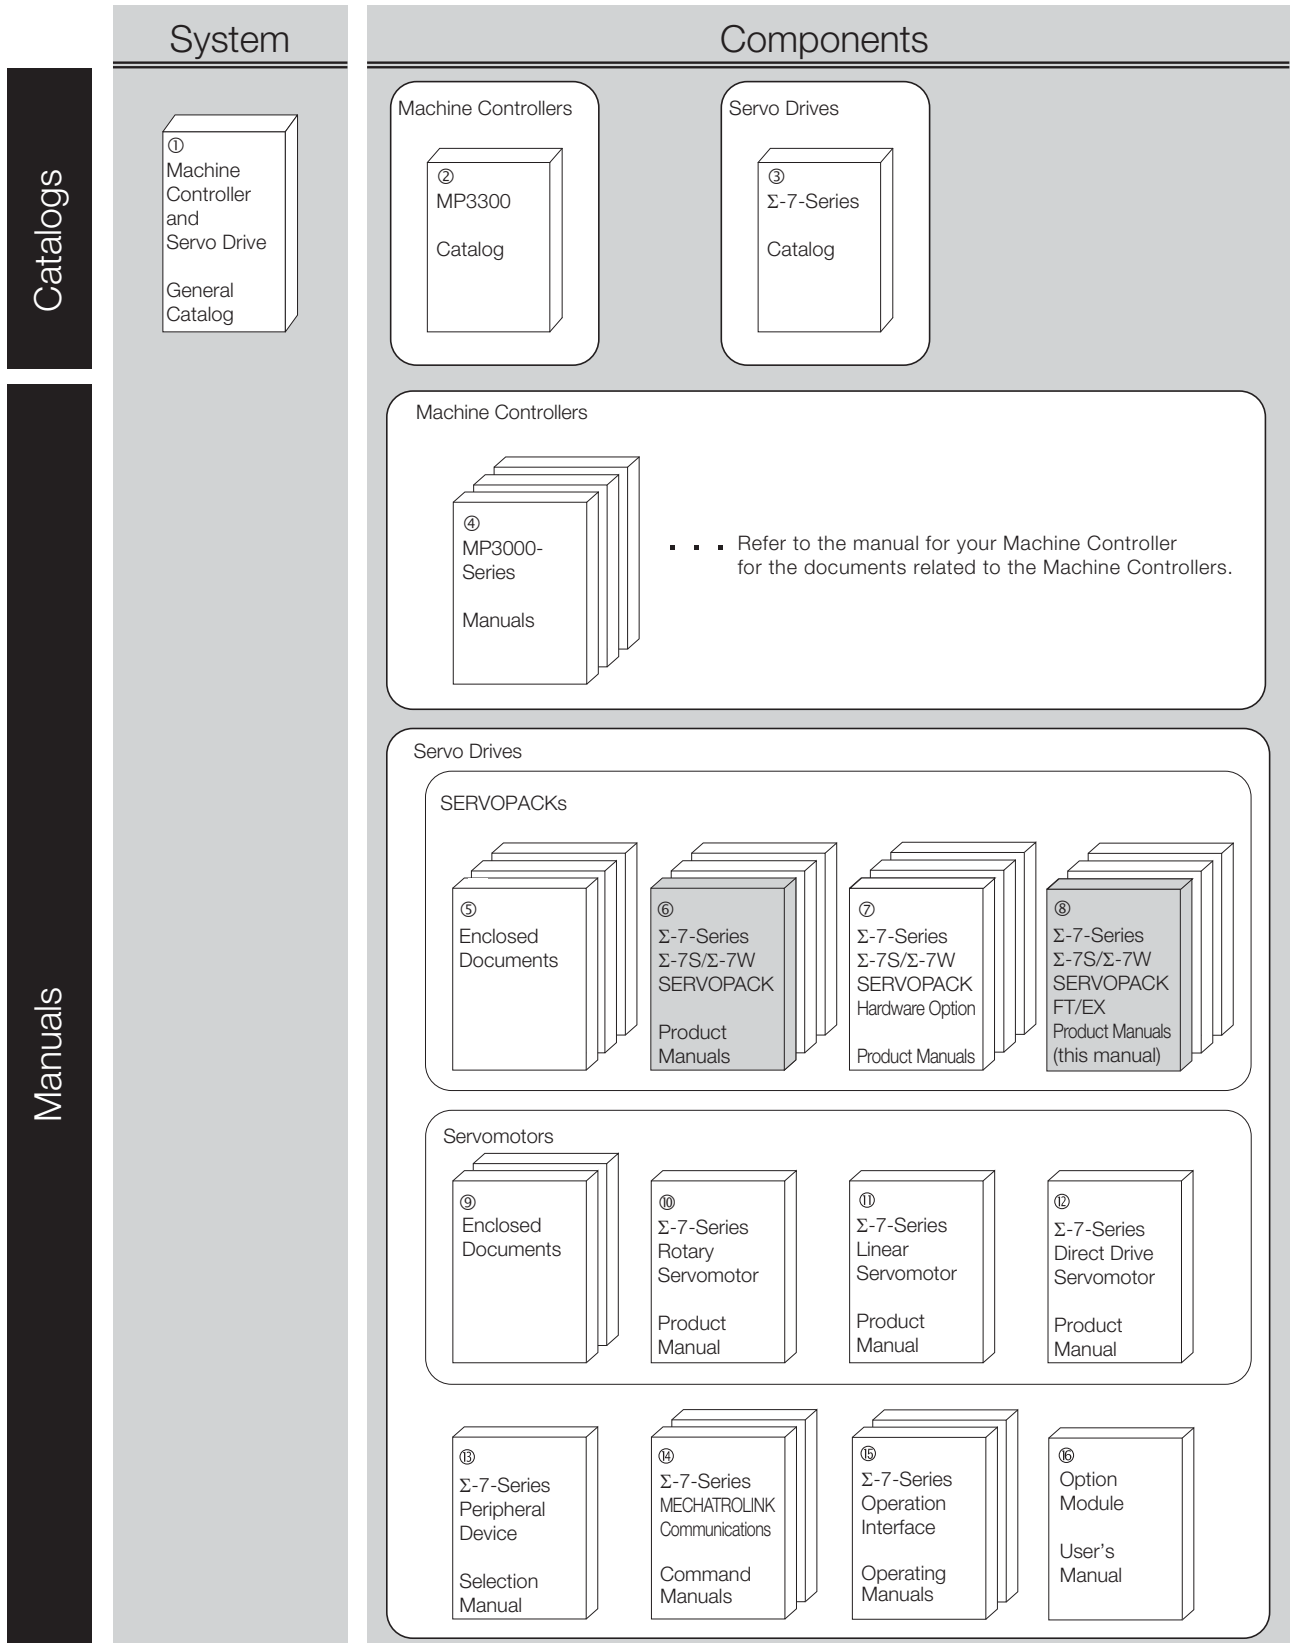 System
Components
Catalogs
Manuals
①
Machine
Controller
and
Servo Drive
General
Catalog
Machine Controllers
②
MP3300
Catalog
Servo Drives
③
Σ-7-Series
Catalog
Machine Controllers
④
MP3000-
Series
Manuals
Refer to the manual for your Machine Controller
for the documents related to the Machine Controllers.
Servo Drives
SERVOPACKs
⑤
Enclosed
Documents
⑥
Σ-7-Series
Σ-7S/Σ-7W
SERVOPACK
Product
Manuals
⑦
Σ-7-Series
Σ-7S/Σ-7W
SERVOPACK
Hardware Option
Product Manuals
⑧
Σ-7-Series
Σ-7S/Σ-7W
SERVOPACK
FT/EX
Product Manuals
(this manual)
Servomotors
⑨
Enclosed
Documents
⑩
Σ-7-Series
Rotary
Servomotor
Product
Manual
⑪
Σ-7-Series
Linear
Servomotor
Product
Manual
⑫
Σ-7-Series
Direct Drive
Servomotor
Product
Manual
⑬
Σ-7-Series
Peripheral
Device
Selection
Manual
⑭
Σ-7-Series
MECHATROLINK
Communications
Command
Manuals
⑮
Σ-7-Series
Operation
Interface
Operating
Manuals
⑯
Option
Module
User's
Manual